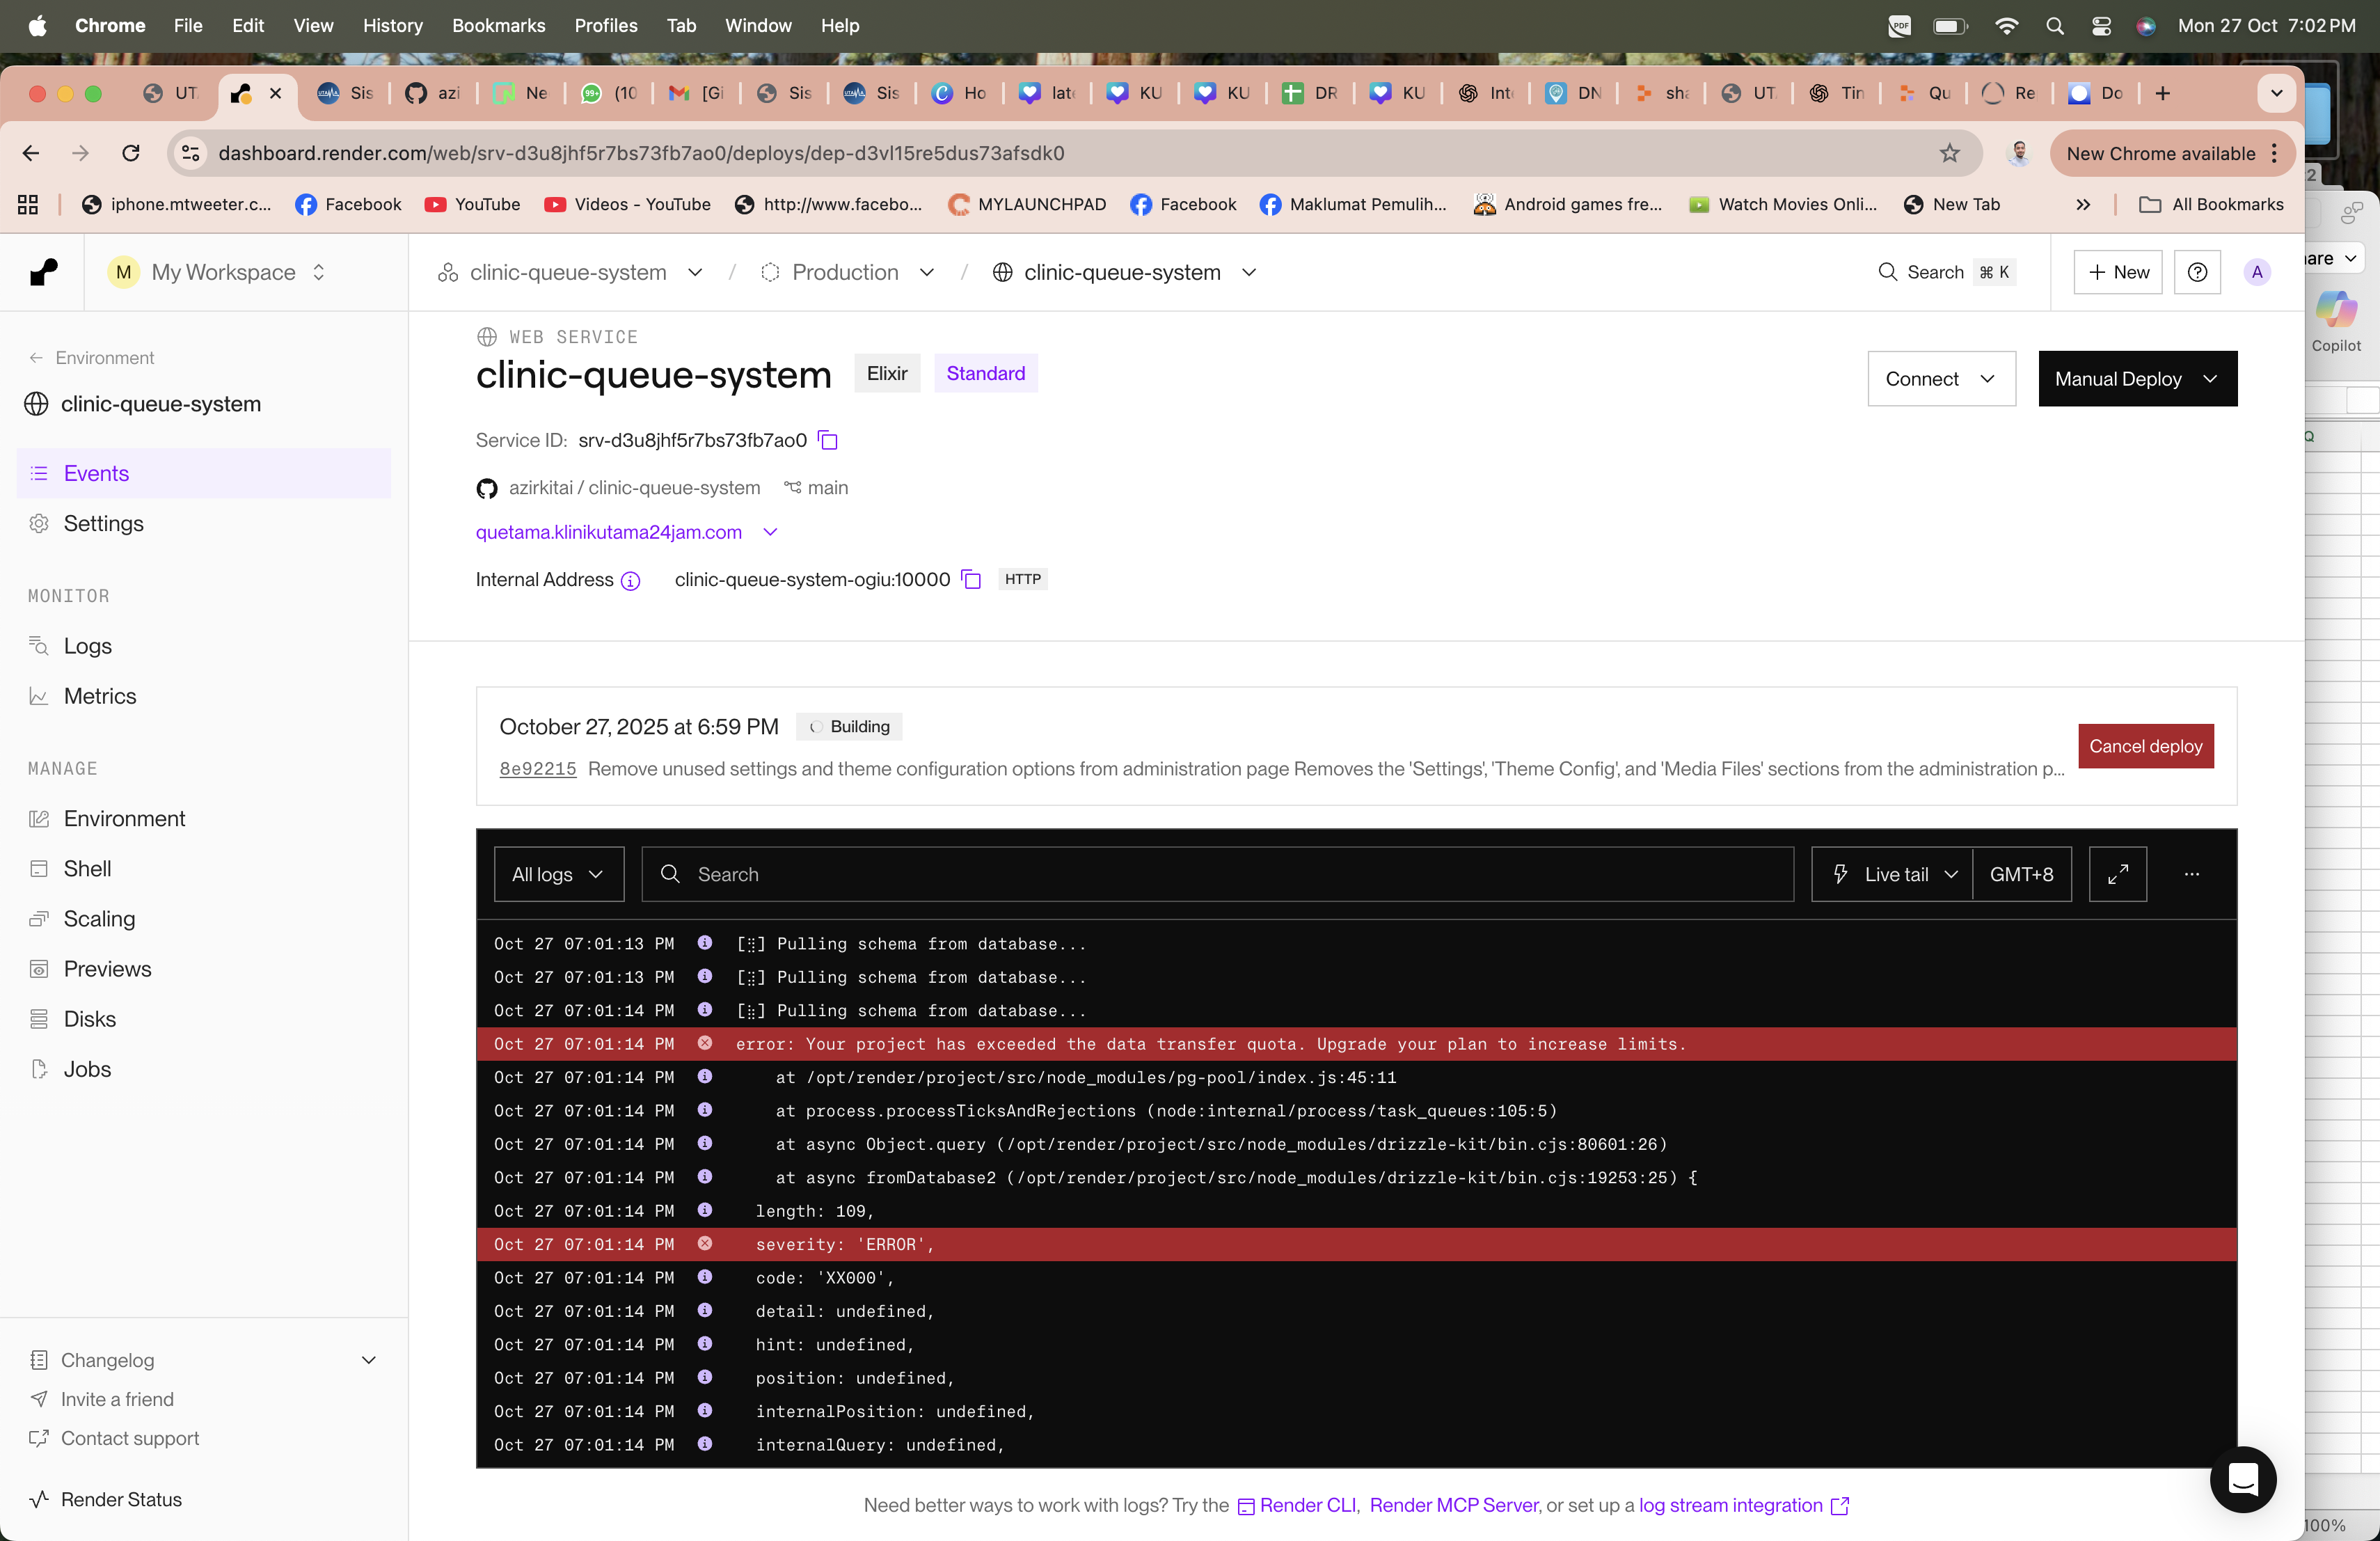 Chrome File Edit View History Bookmarks Profiles Tab Window Help
PDF
Mon 27 Oct 7:02 PM
UT Sis azi Ne (10 [Gi Sis Sis Ho lat KU KU DR KU Int DN sha UT Tin Qu Re Do
99+
dashboard.render.com/web/srv-d3u8jhf5r7bs73fb7ao0/deploys/dep-d3vl15re5dus73afsdk0
New Chrome available
iphone.mtweeter.c... Facebook YouTube Videos - YouTube http://www.facebo... MYLAUNCHPAD Facebook Maklumat Pemulih... Android games fre... Watch Movies Onli... New Tab All Bookmarks
M My Workspace
clinic-queue-system / Production / clinic-queue-system
Search ⌘ K
+ New
A
Environment
clinic-queue-system
Events
Settings
MONITOR
Logs
Metrics
MANAGE
Environment
Shell
Scaling
Previews
Disks
Jobs
Changelog
Invite a friend
Contact support
Render Status
WEB SERVICE
clinic-queue-system Elixir Standard
Connect
Manual Deploy
Service ID: srv-d3u8jhf5r7bs73fb7ao0
azirkitai / clinic-queue-system main
quetama.klinikutama24jam.com
Internal Address clinic-queue-system-ogiu:10000 HTTP
October 27, 2025 at 6:59 PM Building
8e92215 Remove unused settings and theme configuration options from administration page Removes the 'Settings', 'Theme Config', and 'Media Files' sections from the administration p...
Cancel deploy
All logs Search Live tail GMT+8 ...
Oct 27 07:01:13 PM [⣷] Pulling schema from database...
Oct 27 07:01:13 PM [⣷] Pulling schema from database...
Oct 27 07:01:14 PM [⣷] Pulling schema from database...
Oct 27 07:01:14 PM error: Your project has exceeded the data transfer quota. Upgrade your plan to increase limits.
Oct 27 07:01:14 PM at /opt/render/project/src/node_modules/pg-pool/index.js:45:11
Oct 27 07:01:14 PM at process.processTicksAndRejections (node:internal/process/task_queues:105:5)
Oct 27 07:01:14 PM at async Object.query (/opt/render/project/src/node_modules/drizzle-kit/bin.cjs:80601:26)
Oct 27 07:01:14 PM at async fromDatabase2 (/opt/render/project/src/node_modules/drizzle-kit/bin.cjs:19253:25) {
Oct 27 07:01:14 PM length: 109,
Oct 27 07:01:14 PM severity: 'ERROR',
Oct 27 07:01:14 PM code: 'XX000',
Oct 27 07:01:14 PM detail: undefined,
Oct 27 07:01:14 PM hint: undefined,
Oct 27 07:01:14 PM position: undefined,
Oct 27 07:01:14 PM internalPosition: undefined,
Oct 27 07:01:14 PM internalQuery: undefined,
Need better ways to work with logs? Try the Render CLI, Render MCP Server, or set up a log stream integration
2
are
Copilot
Q
100%